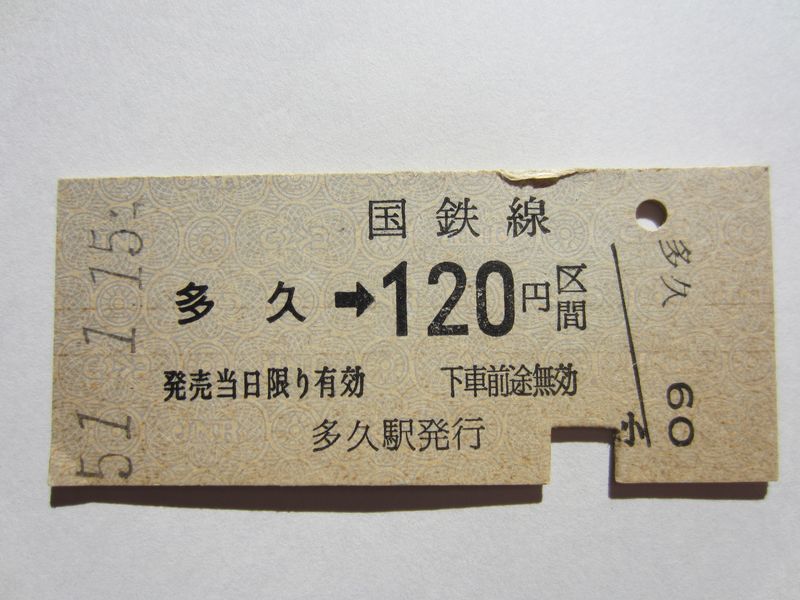 51.-1.15
国鉄線
多久➡120円区間
発売当日限り有効 下車前途無効
多久駅発行
多久
60